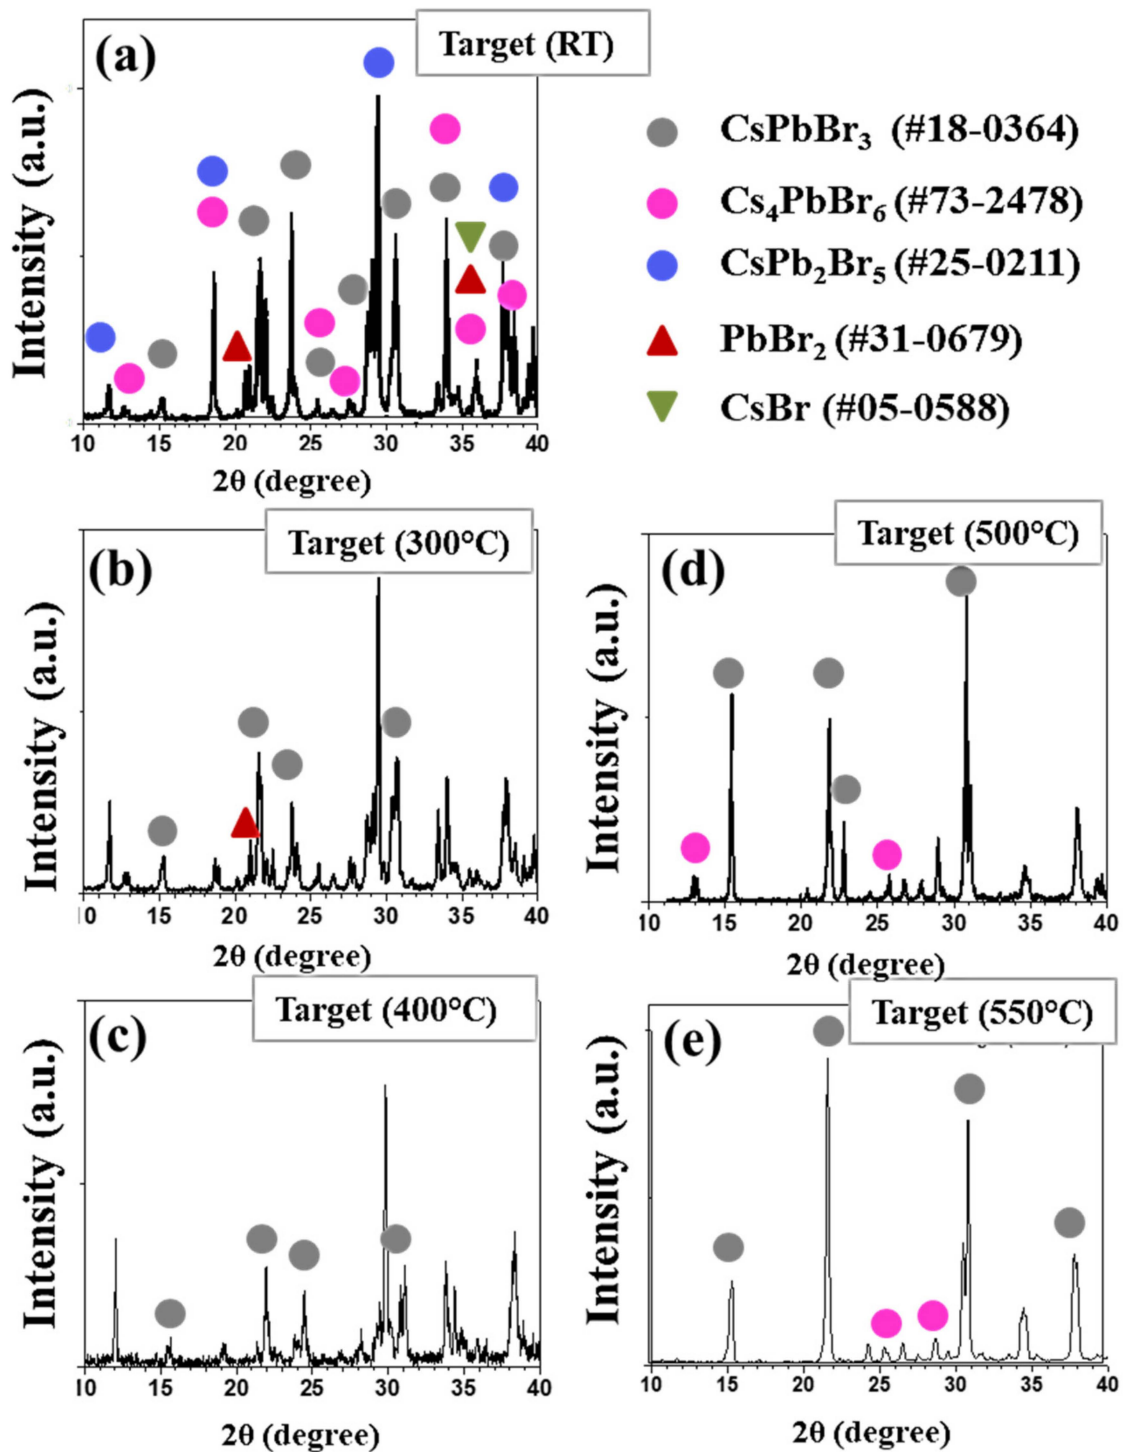 (a)
Target (RT)
Intensity (a.u.)
10 15 20 25 30 35 40
2θ (degree)
CsPbBr₃ (#18-0364)
Cs₄PbBr₆ (#73-2478)
CsPb₂Br₅ (#25-0211)
PbBr₂ (#31-0679)
CsBr (#05-0588)
(b)
Target (300°C)
Intensity (a.u.)
10 15 20 25 30 35 40
2θ (degree)
(d)
Target (500°C)
Intensity (a.u.)
10 15 20 25 30 35 40
2θ (degree)
(c)
Target (400°C)
Intensity (a.u.)
10 15 20 25 30 35 40
2θ (degree)
(e)
Target (550°C)
Intensity (a.u.)
10 15 20 25 30 35 40
2θ (degree)